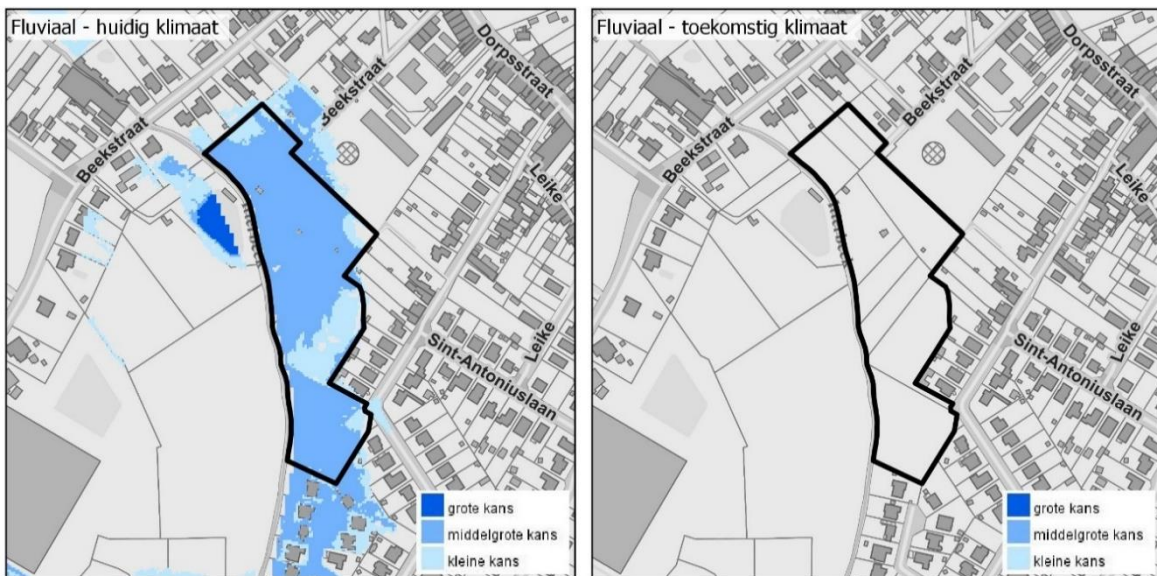 Fluviaal - huidig klimaat
Beekstraat
Dorpsstraat
Beekstraat
Leike
Leike
Sint-Antoniuslaan
grote kans
middelgrote kans
kleine kans
Fluviaal - toekomstig klimaat
Beekstraat
Dorpsstraat
Beekstraat
Leike
Leike
Sint-Antoniuslaan
grote kans
middelgrote kans
kleine kans